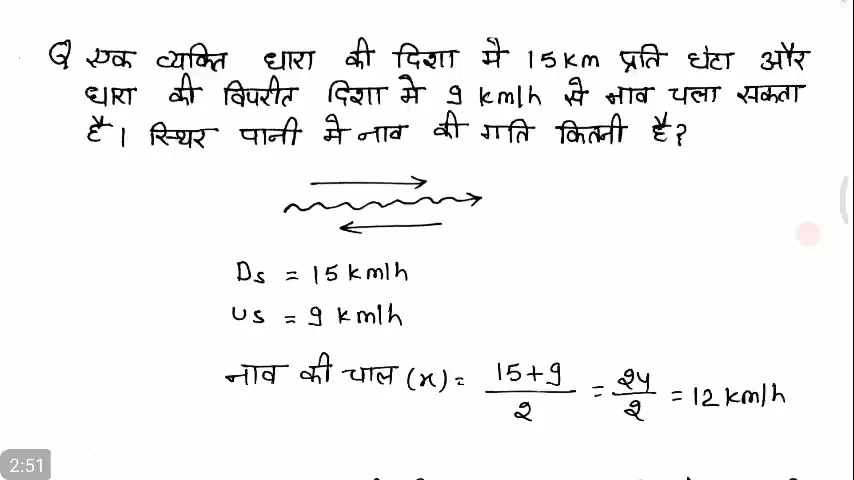 Q एक व्यक्ति धारा की दिशा में 15 km प्रति घंटा और
धारा की विपरीत दिशा मे 9 km/h से नाव चला सकता
है। स्थिर पानी मे नाव की गति कितनी है?
Ds = 15 km/h
us = 9 km/h
नाव की चाल (x) = 15+9/2 = 24/2 = 12 km/h
2:51